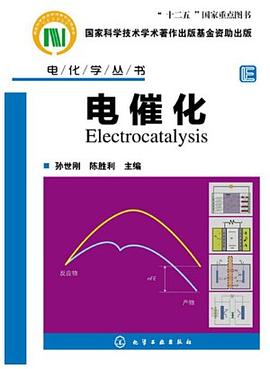 “十二五”国家重点图书
国家科学技术学术著作出版基金资助出版
电/化/学/丛/书
E
电催化
Electrocatalysis
孙世刚 陈胜利 主编
反应物
nFE
产物
化学工业出版社